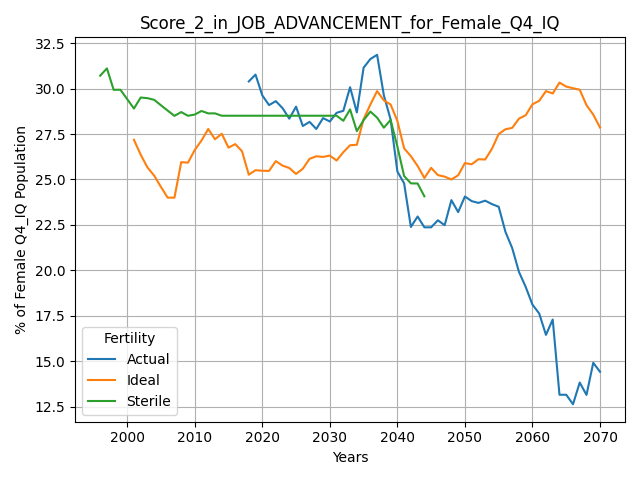 Score_2_in_JOB_ADVANCEMENT_for_Female_Q4_IQ
% of Female Q4_IQ Population
32.5
30.0
27.5
25.0
22.5
20.0
17.5
15.0
12.5
Fertility
Actual
Ideal
Sterile
2000 2010 2020 2030 2040 2050 2060 2070
Years